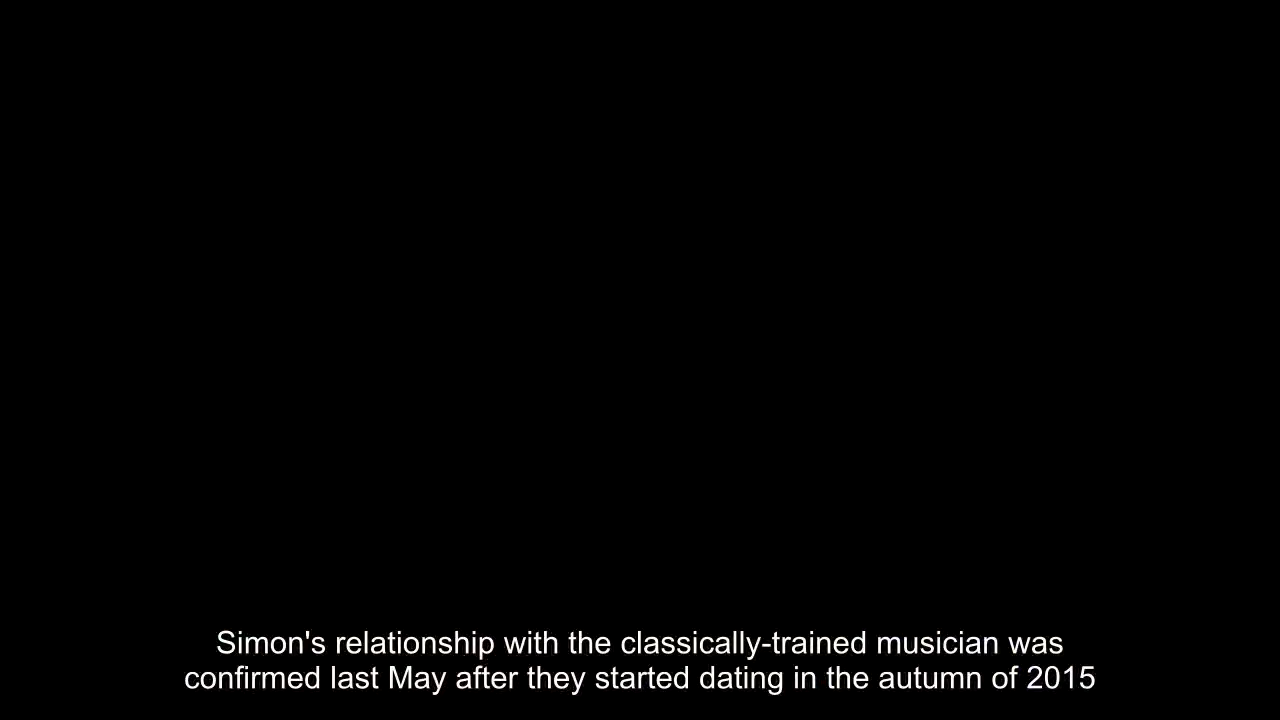 Simon's relationship with the classically-trained musician was
confirmed last May after they started dating in the autumn of 2015